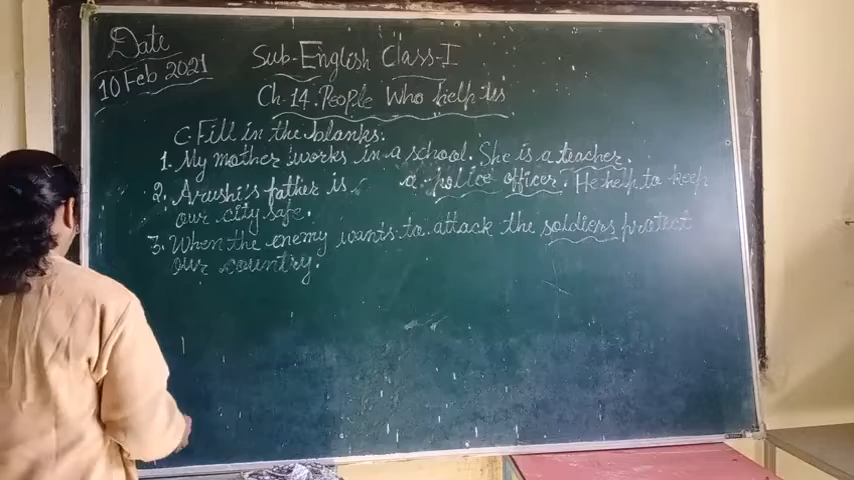 Date
10 Feb 2021
Sub-English Class-I
Ch-14. People Who help Us
C. Fill in the blanks.
1. My mother works in a school. She is a teacher.
2. Arushi's father is a police officer. He help to keep
our city safe.
3. When the enemy wants to attack the soldiers protect
our country.